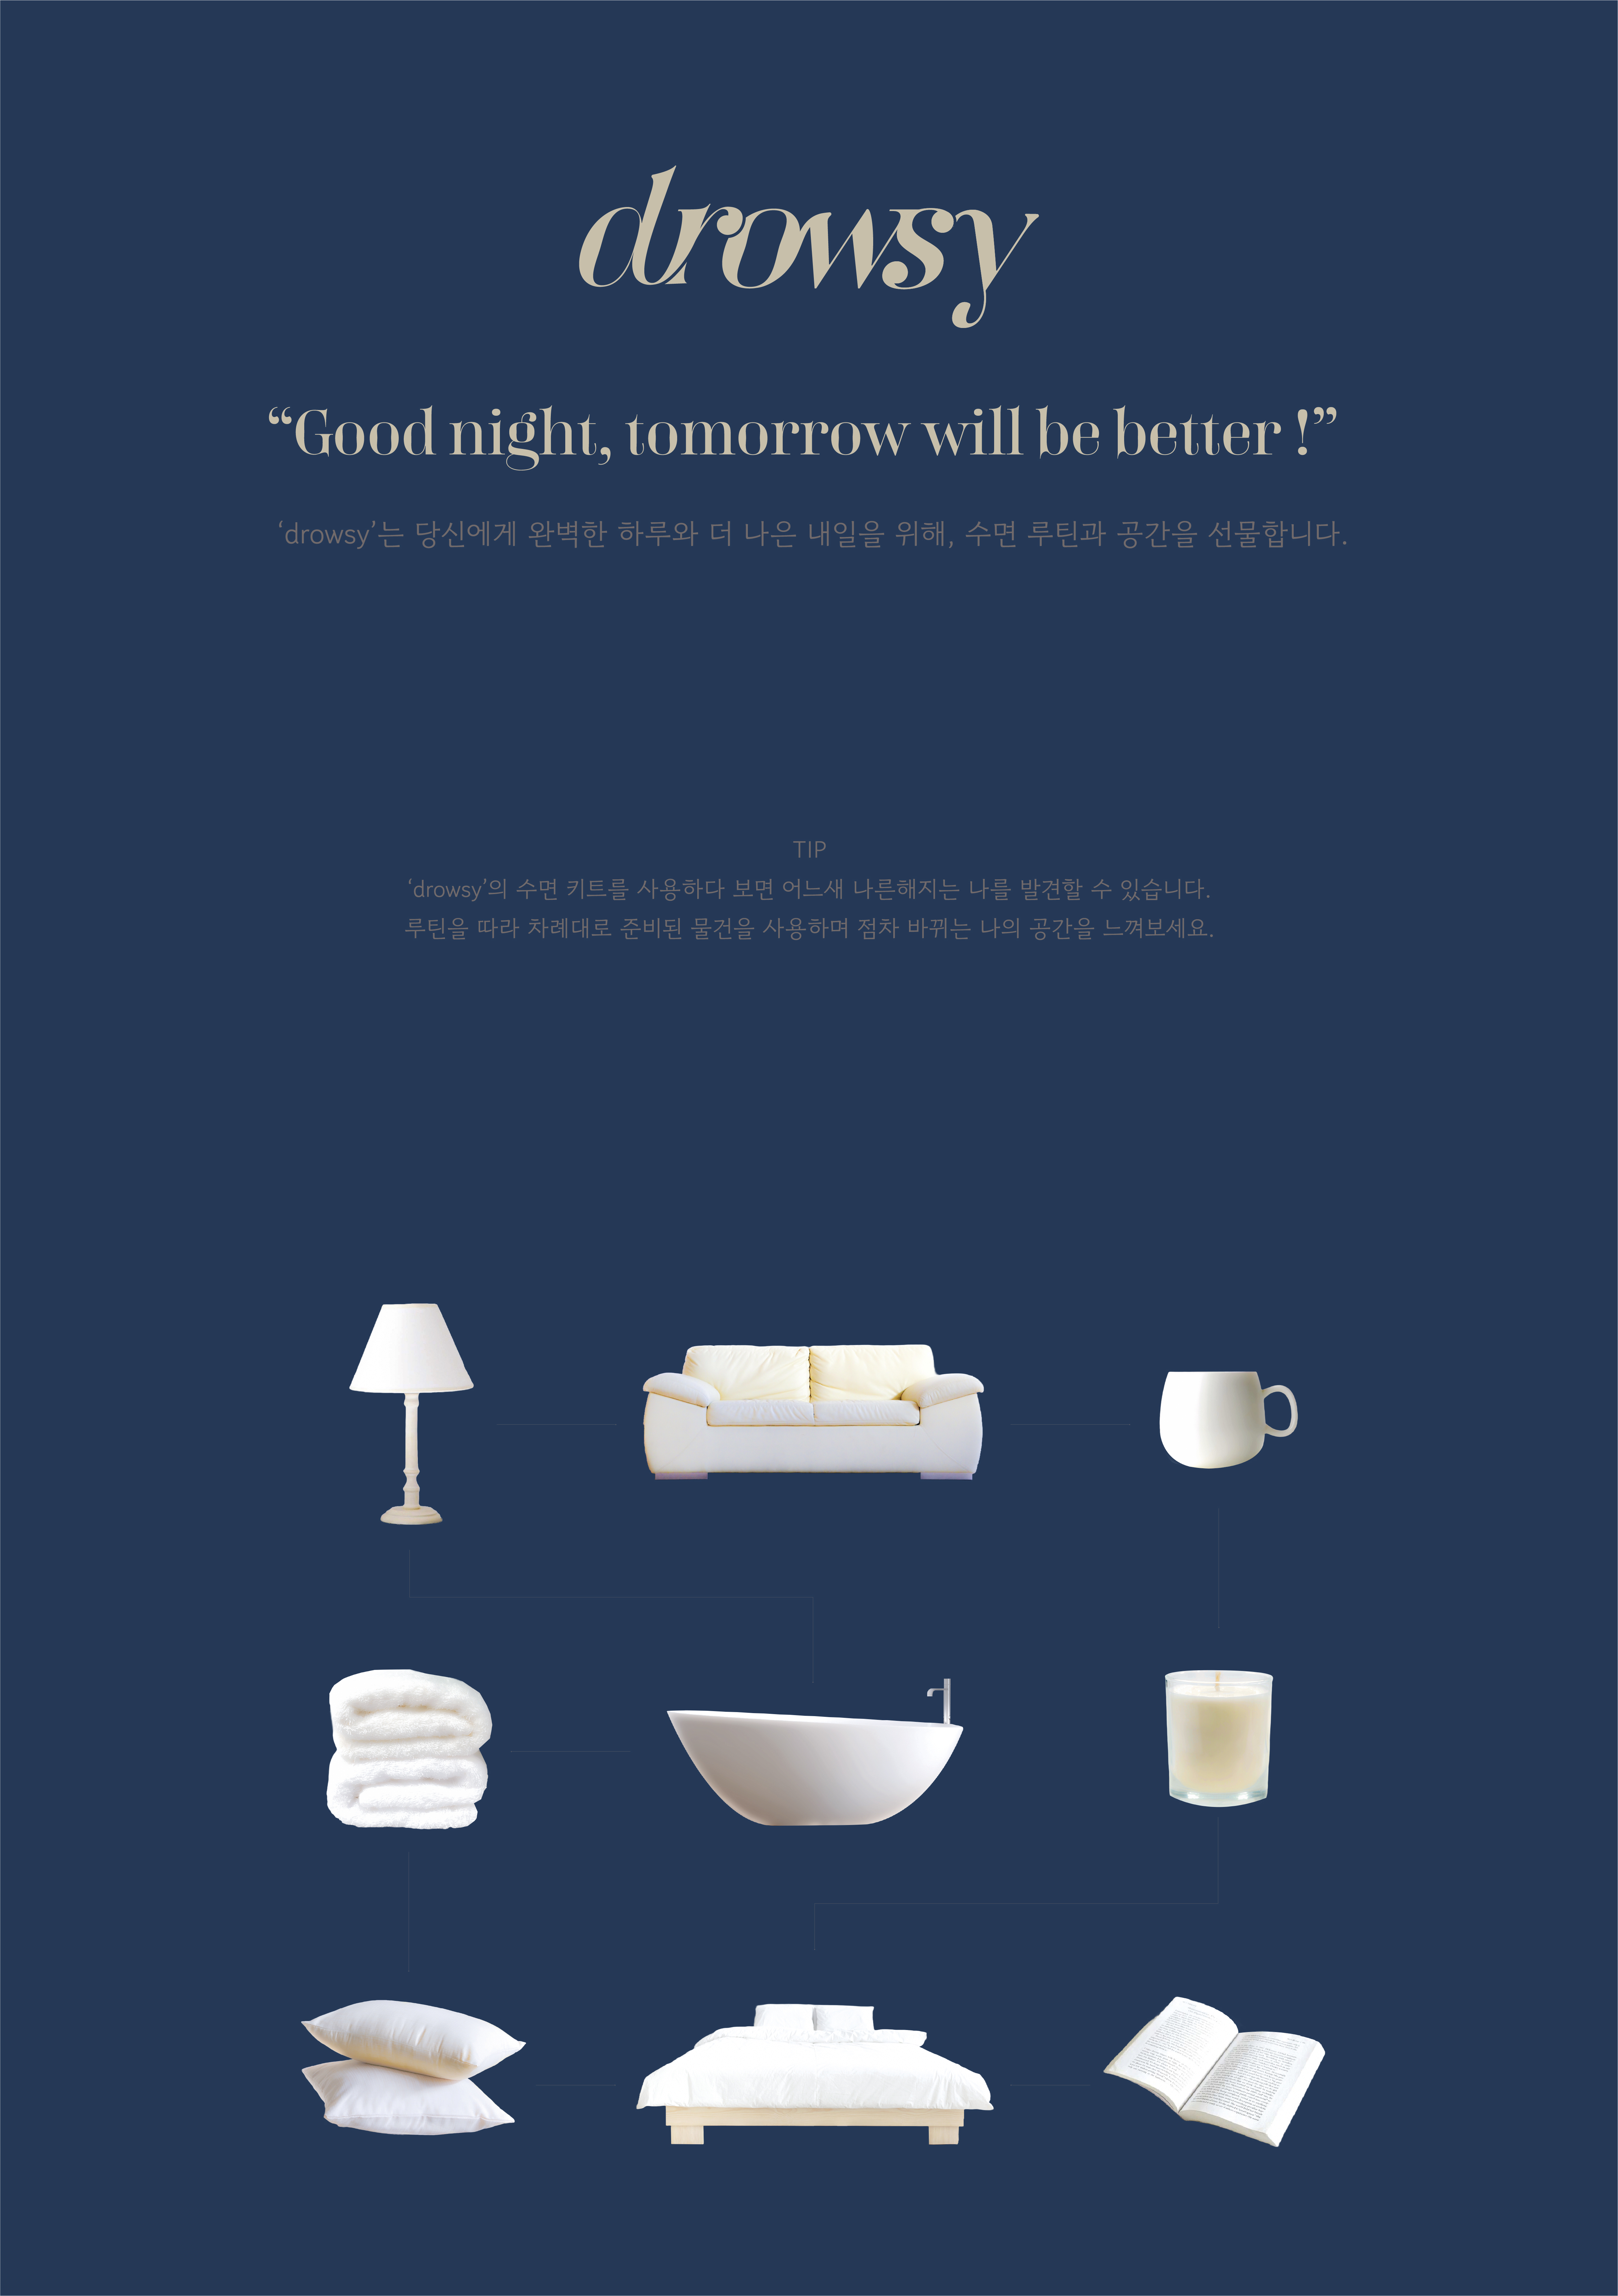 drowsy
“Good night, tomorrow will be better !”
‘drowsy’는 당신에게 완벽한 하루와 더 나은 내일을 위해, 수면 루틴과 공간을 선물합니다.
TIP
‘drowsy’의 수면 키트를 사용하다 보면 어느새 나른해지는 나를 발견할 수 있습니다.
루틴을 따라 차례대로 준비된 물건을 사용하며 점차 바뀌는 나의 공간을 느껴보세요.